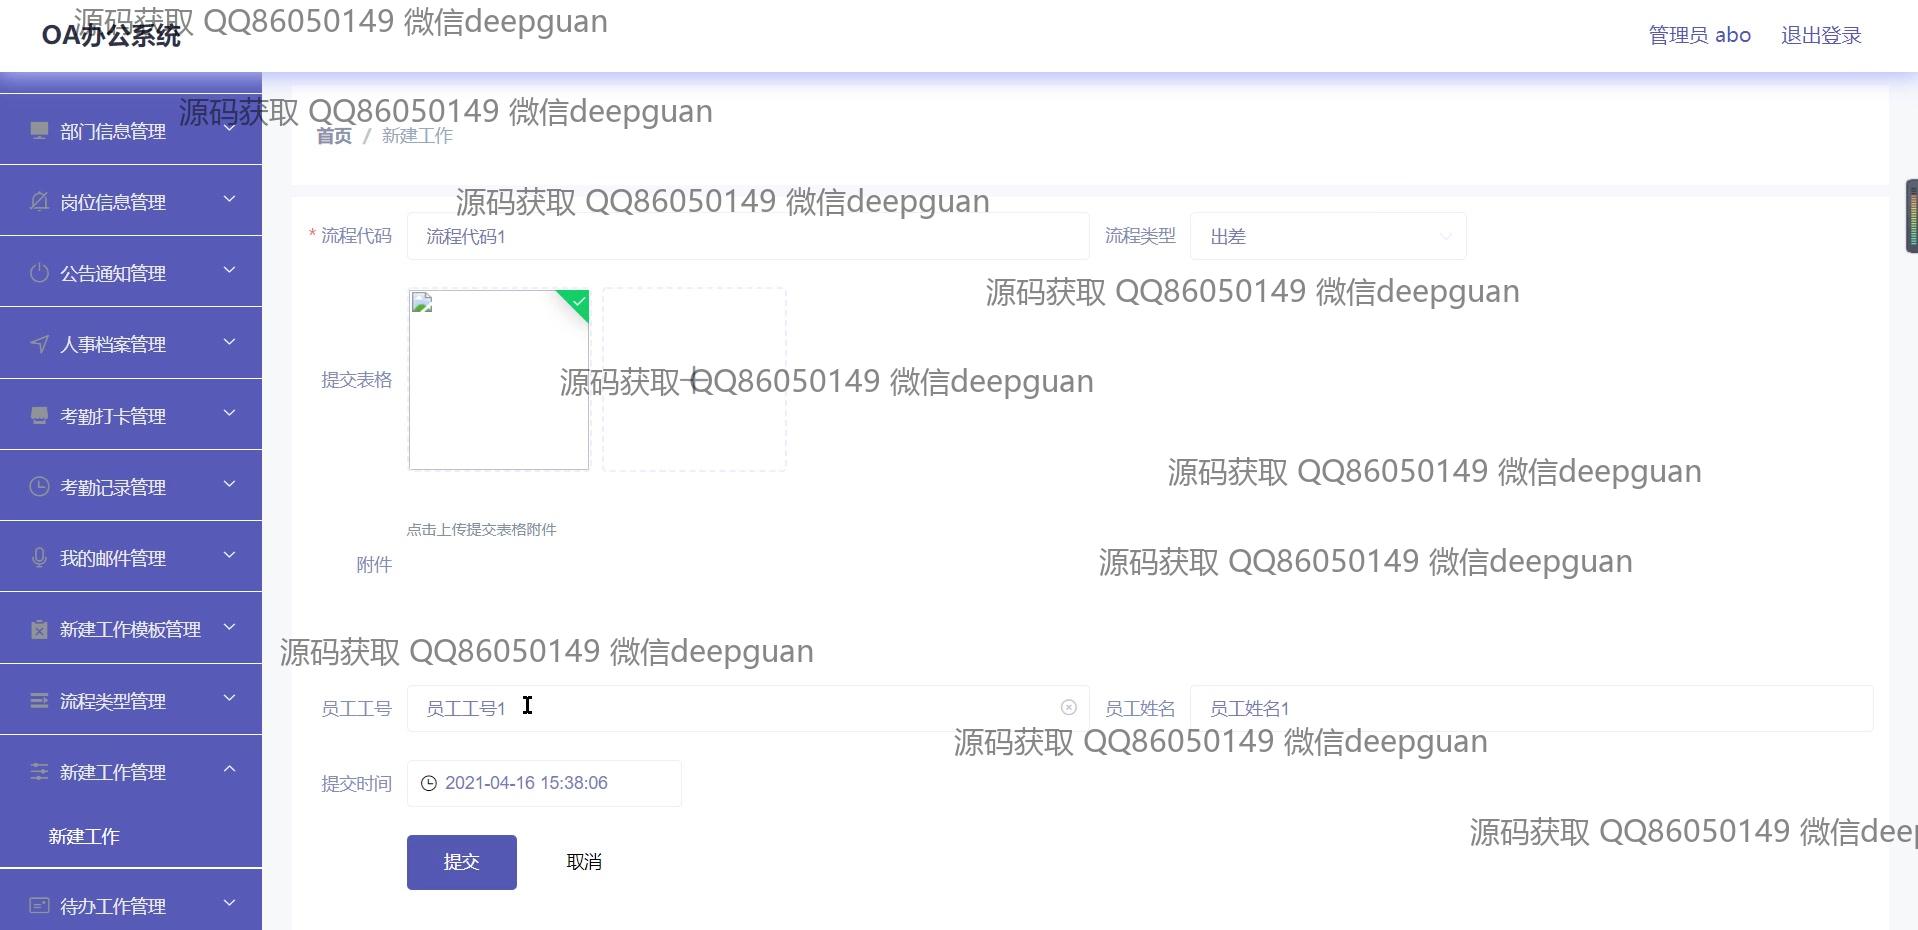 源码获取 QQ86050149 微信deepguan
OA办公系统
管理员 abo
退出登录
源码获取 QQ86050149 微信deepguan
部门信息管理
首页 / 新建工作
岗位信息管理
源码获取 QQ86050149 微信deepguan
* 流程代码 流程代码1 流程类型 出差
公告通知管理
源码获取 QQ86050149 微信deepguan
人事档案管理
提交表格
源码获取 QQ86050149 微信deepguan
考勤打卡管理
源码获取 QQ86050149 微信deepguan
考勤记录管理
点击上传提交表格附件
我的邮件管理
附件
源码获取 QQ86050149 微信deepguan
新建工作模板管理
源码获取 QQ86050149 微信deepguan
流程类型管理
员工工号 员工工号1 员工姓名 员工姓名1
源码获取 QQ86050149 微信deepguan
新建工作管理
提交时间 2021-04-16 15:38:06
新建工作
源码获取 QQ86050149 微信deep
提交 取消
待办工作管理